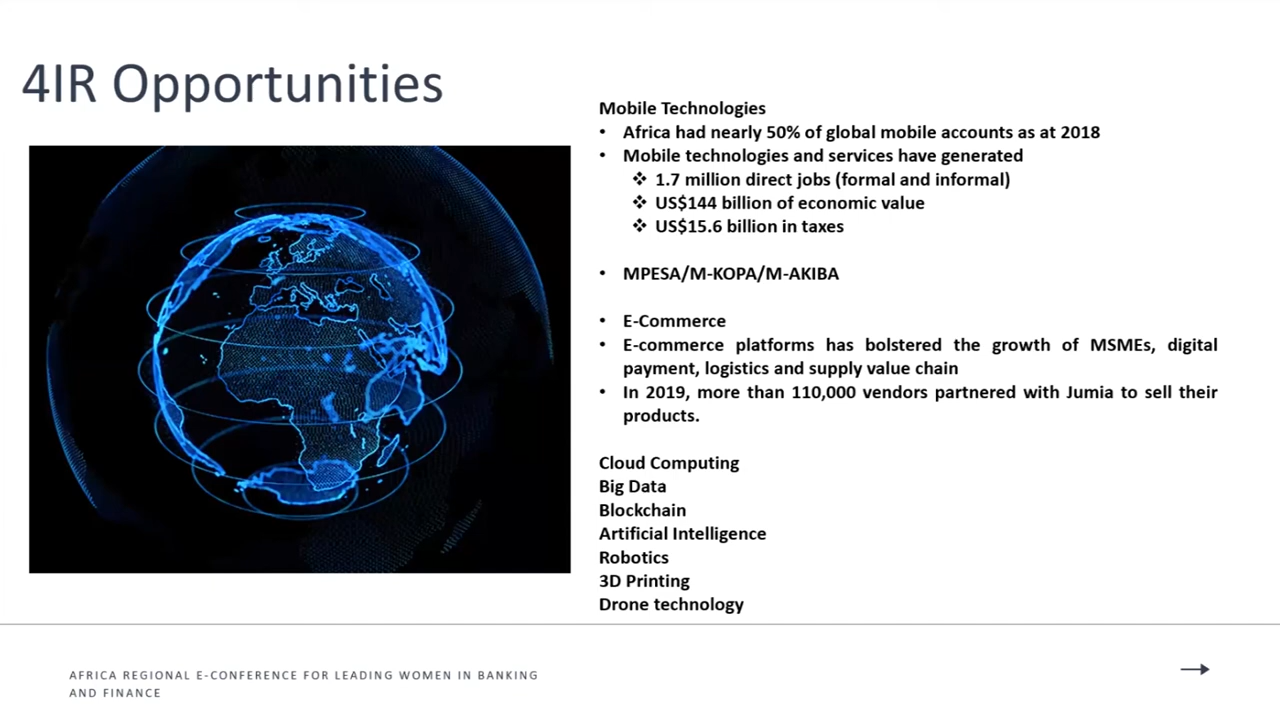 4IR Opportunities
Mobile Technologies
• Africa had nearly 50% of global mobile accounts as at 2018
• Mobile technologies and services have generated
❖ 1.7 million direct jobs (formal and informal)
❖ US$144 billion of economic value
❖ US$15.6 billion in taxes
• MPESA/M-KOPA/M-AKIBA
• E-Commerce
• E-commerce platforms has bolstered the growth of MSMEs, digital
payment, logistics and supply value chain
• In 2019, more than 110,000 vendors partnered with Jumia to sell their
products.
Cloud Computing
Big Data
Blockchain
Artificial Intelligence
Robotics
3D Printing
Drone technology
AFRICA REGIONAL E-CONFERENCE FOR LEADING WOMEN IN BANKING
AND FINANCE